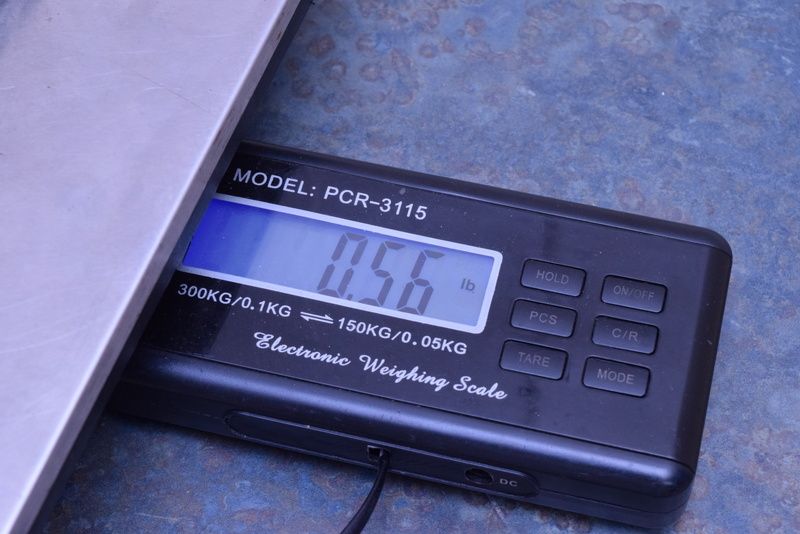 MODEL: PCR-3115
0.56 lb
300KG/0.1KG ⇌ 150KG/0.05KG
Electronic Weighing Scale
HOLD ON/OFF
PCS C/R
TARE MODE
DC